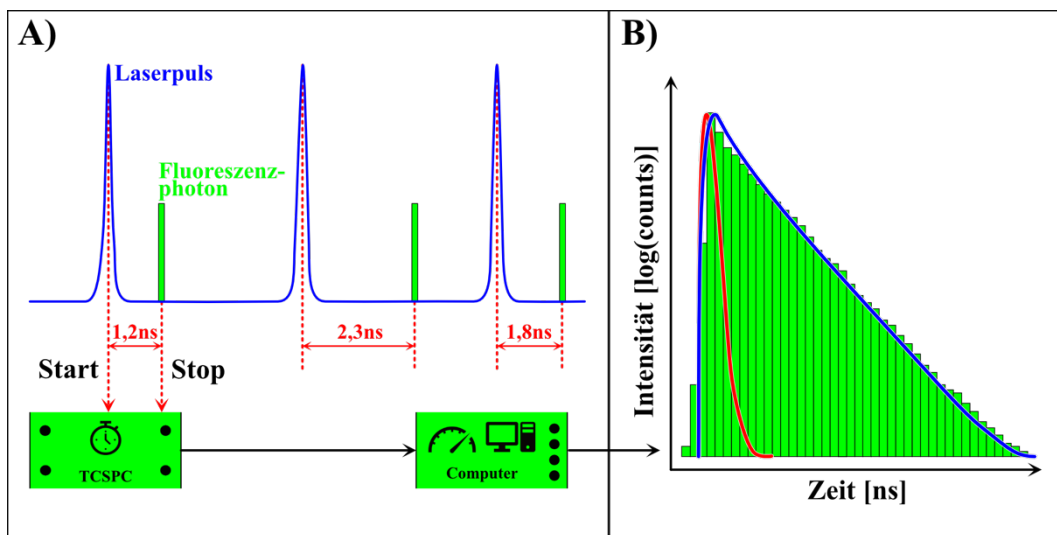 A)
Laserpuls
Fluoreszenz-
photon
1,2ns
2,3ns
1,8ns
Start
Stop
TCSPC
Computer
B)
Intensität [log(counts)]
Zeit [ns]